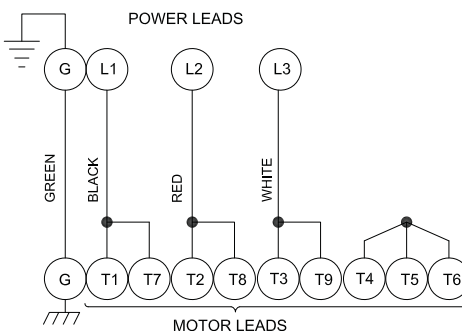 POWER LEADS
G L1 L2 L3
GREEN BLACK RED WHITE
G T1 T7 T2 T8 T3 T9 T4 T5 T6
MOTOR LEADS